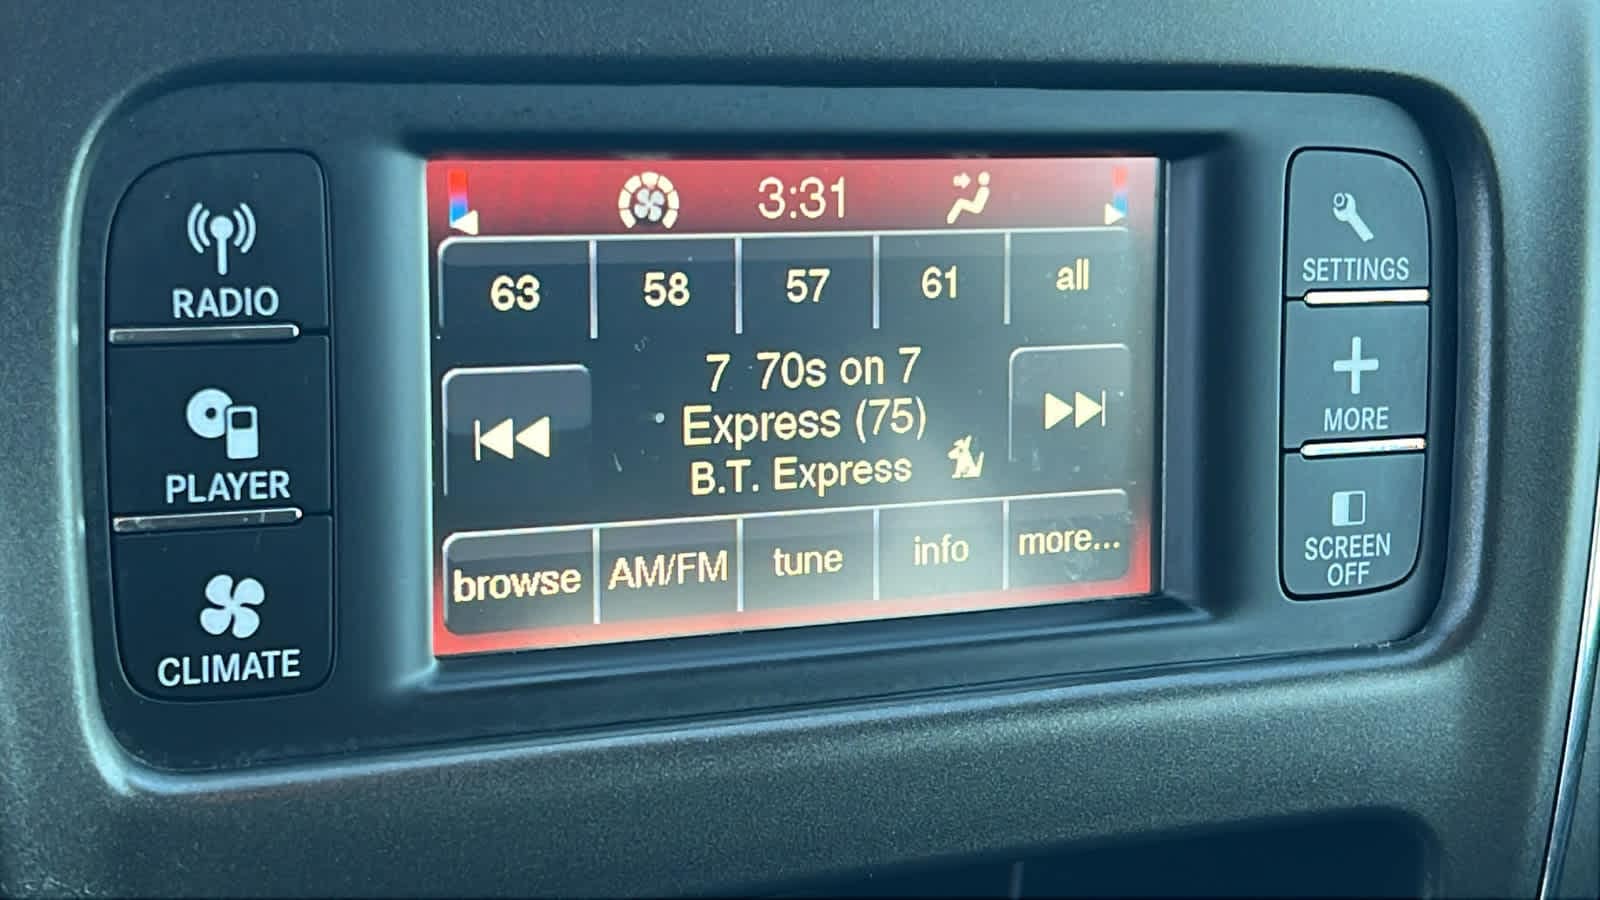 3:31
63 58 57 61 all
7 70s on 7
Express (75)
B.T. Express
browse AM/FM tune info more...
RADIO
PLAYER
CLIMATE
SETTINGS
MORE
SCREEN
OFF